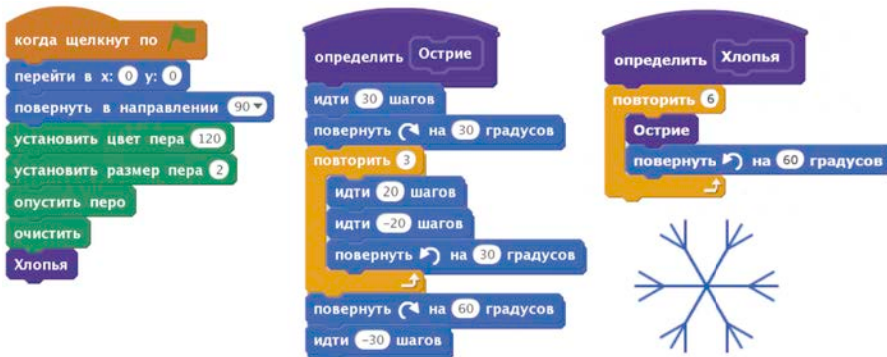 когда щелкнут по
перейти в x: 0 y: 0
повернуть в направлении 90
установить цвет пера 120
установить размер пера 2
опустить перо
очистить
Хлопья
определить Острие
идти 30 шагов
повернуть на 30 градусов
повторить 3
идти 20 шагов
идти -20 шагов
повернуть на 30 градусов
повернуть на 60 градусов
идти -30 шагов
определить Хлопья
повторить 6
Острие
повернуть на 60 градусов